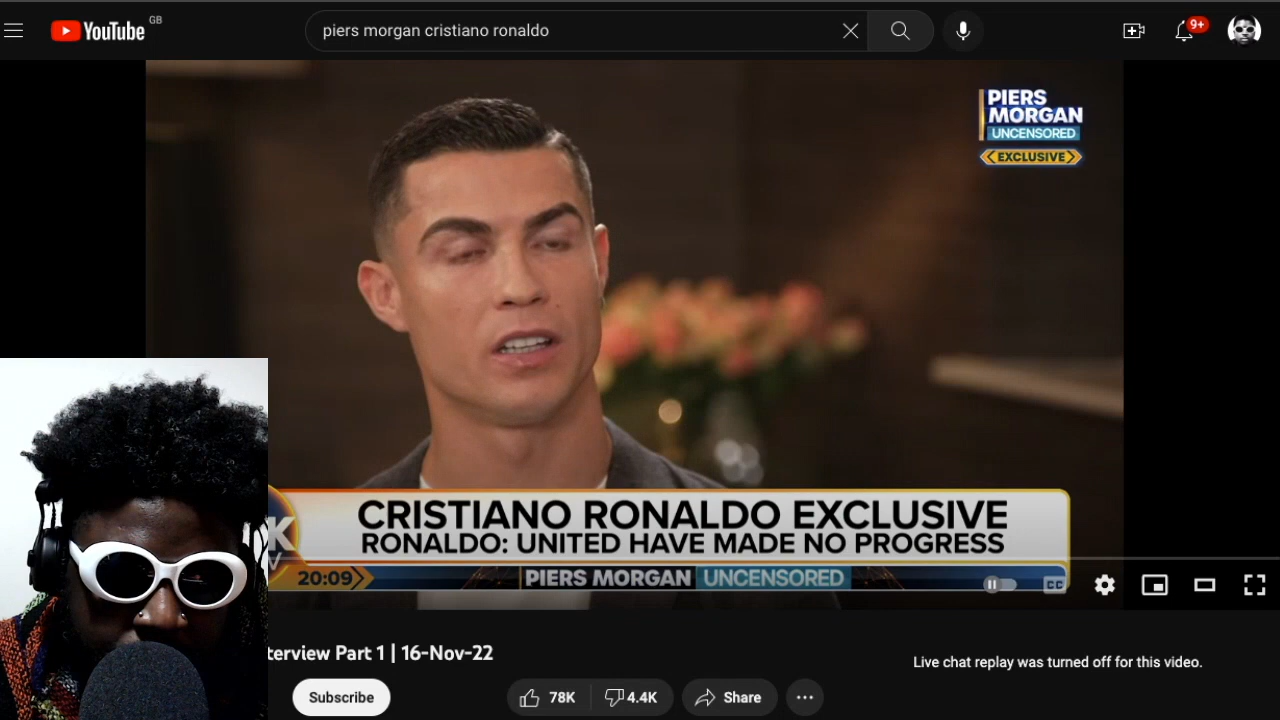 YouTube GB
piers morgan cristiano ronaldo
9+
PIERS
MORGAN
UNCENSORED
EXCLUSIVE
CRISTIANO RONALDO EXCLUSIVE
RONALDO: UNITED HAVE MADE NO PROGRESS
20:09
PIERS MORGAN UNCENSORED
CC
terview Part 1 | 16-Nov-22
Live chat replay was turned off for this video.
Subscribe
78K
4.4K
Share